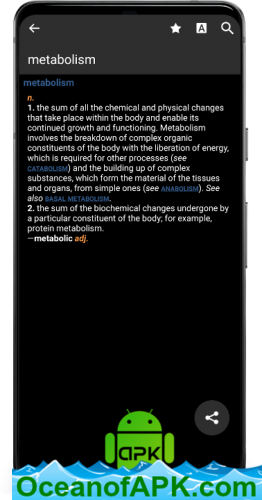 metabolism
metabolism
n.
1. the sum of all the chemical and physical changes
that take place within the body and enable its
continued growth and functioning. Metabolism
involves the breakdown of complex organic
constituents of the body with the liberation of energy,
which is required for other processes (see
CATABOLISM) and the building up of complex
substances, which form the material of the tissues
and organs, from simple ones (see ANABOLISM). See
also BASAL METABOLISM.
2. the sum of the biochemical changes undergone by
a particular constituent of the body; for example,
protein metabolism.
—metabolic adj.
APK
OceanofAPK.com